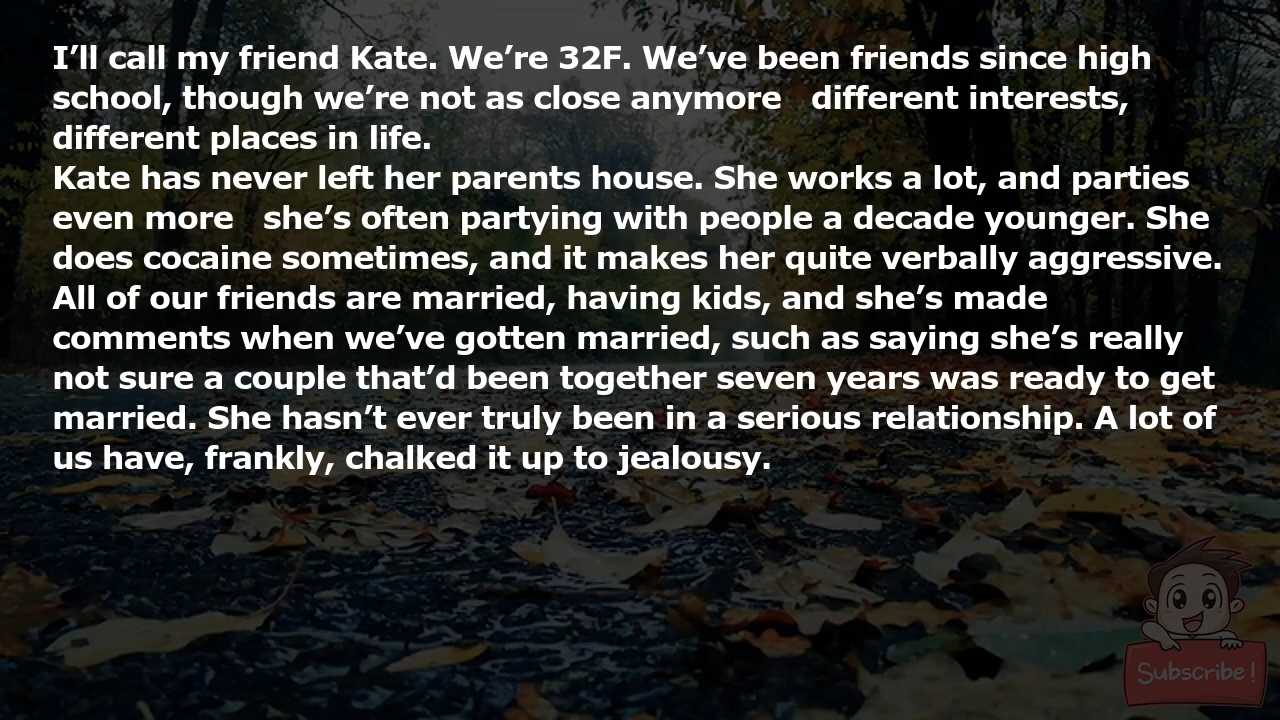 I’ll call my friend Kate. We’re 32F. We’ve been friends since high
school, though we’re not as close anymore   different interests,
different places in life.
Kate has never left her parents house. She works a lot, and parties
even more   she’s often partying with people a decade younger. She
does cocaine sometimes, and it makes her quite verbally aggressive.
All of our friends are married, having kids, and she’s made
comments when we’ve gotten married, such as saying she’s really
not sure a couple that’d been together seven years was ready to get
married. She hasn’t ever truly been in a serious relationship. A lot of
us have, frankly, chalked it up to jealousy.
Subscribe!